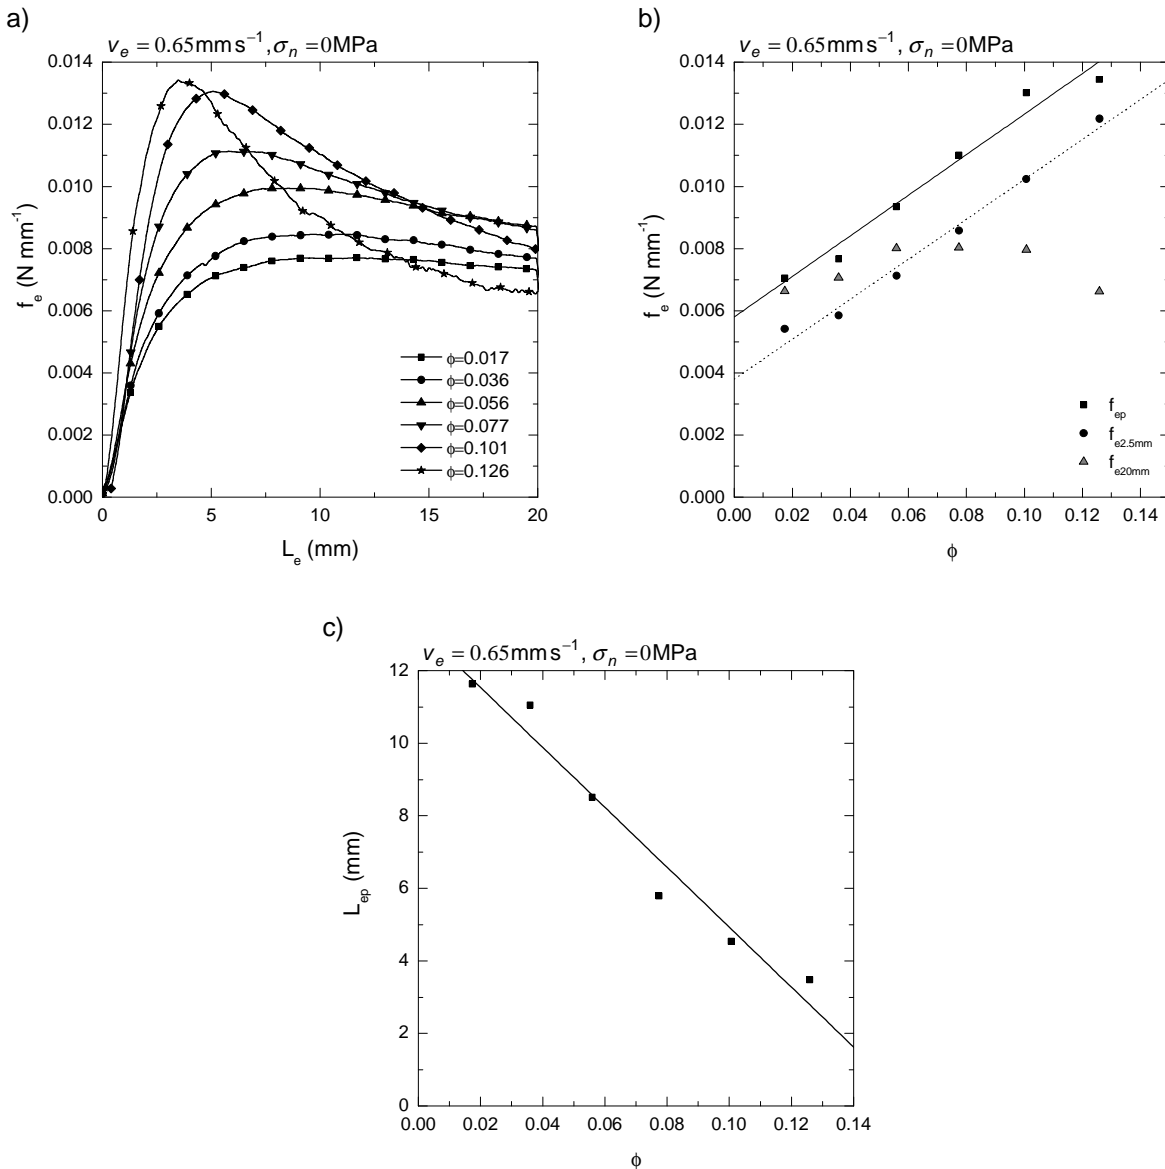 a)
v_e = 0.65mm s⁻¹, σ_n =0MPa
0.014
0.012
0.010
0.008
0.006
0.004
0.002
0.000
f_e (N mm⁻¹)
0 5 10 15 20
L_e (mm)
ϕ=0.017
ϕ=0.036
ϕ=0.056
ϕ=0.077
ϕ=0.101
ϕ=0.126
b)
v_e = 0.65mm s⁻¹, σ_n =0MPa
0.014
0.012
0.010
0.008
0.006
0.004
0.002
0.000
f_e (N mm⁻¹)
0.00 0.02 0.04 0.06 0.08 0.10 0.12 0.14
ϕ
f_ep
f_e2.5mm
f_e20mm
c)
v_e = 0.65mm s⁻¹, σ_n =0MPa
12
10
8
6
4
2
0
L_ep (mm)
0.00 0.02 0.04 0.06 0.08 0.10 0.12 0.14
ϕ